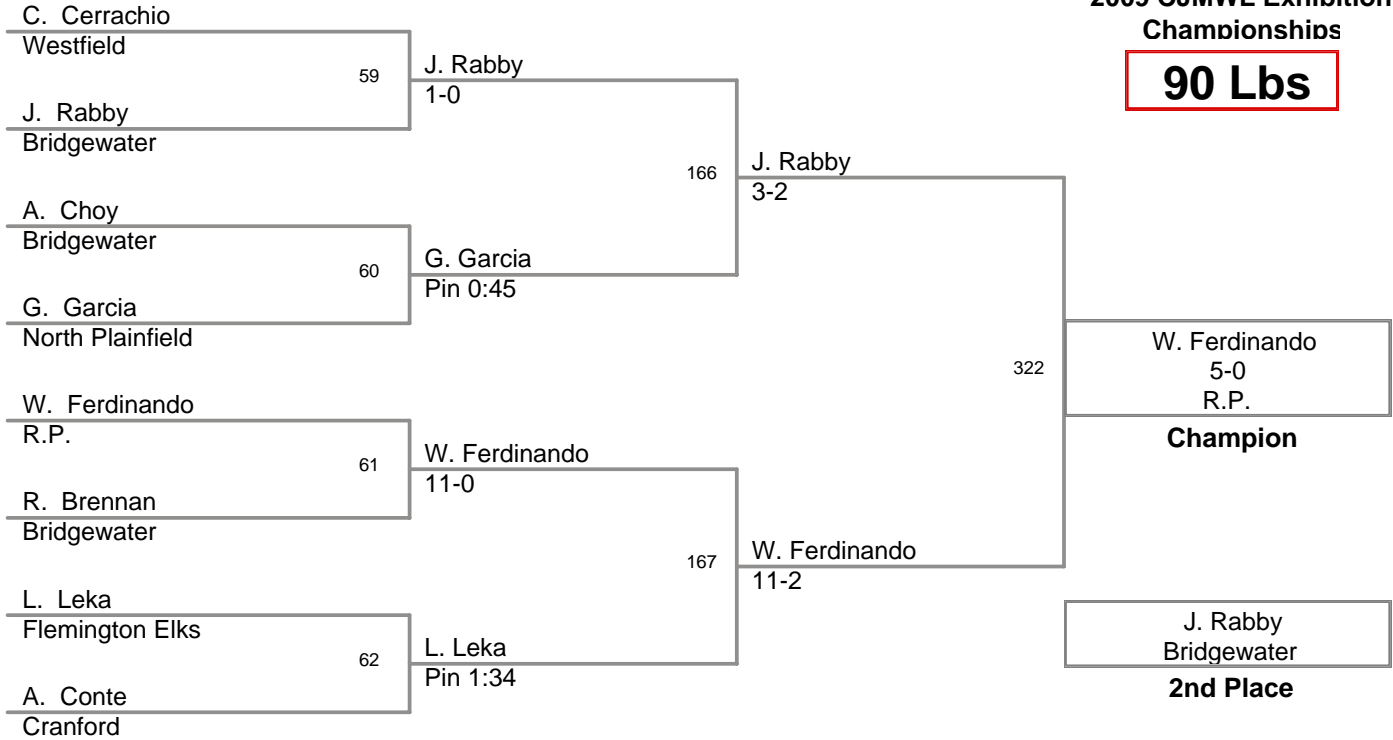 2009 CJMWL Exhibition
Championships
90 Lbs
C. Cerrachio
Westfield
59
J. Rabby
1-0
J. Rabby
Bridgewater
166
J. Rabby
3-2
A. Choy
Bridgewater
60
G. Garcia
Pin 0:45
G. Garcia
North Plainfield
322
W. Ferdinando
5-0
R.P.
Champion
W. Ferdinando
R.P.
61
W. Ferdinando
11-0
R. Brennan
Bridgewater
167
W. Ferdinando
11-2
L. Leka
Flemington Elks
62
L. Leka
Pin 1:34
A. Conte
Cranford
J. Rabby
Bridgewater
2nd Place